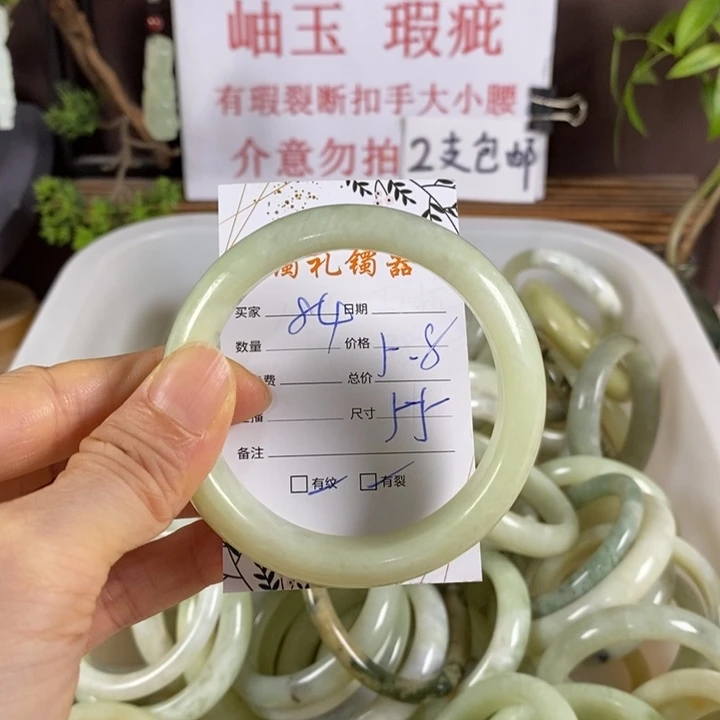 岫玉 瑕疵
有瑕裂断扣手大小腰
介意勿拍 2支包邮
礼镯器
买家 84 日期
数量 价格 5.8
费 总价
尺寸 55
备注
□有纹 □有裂